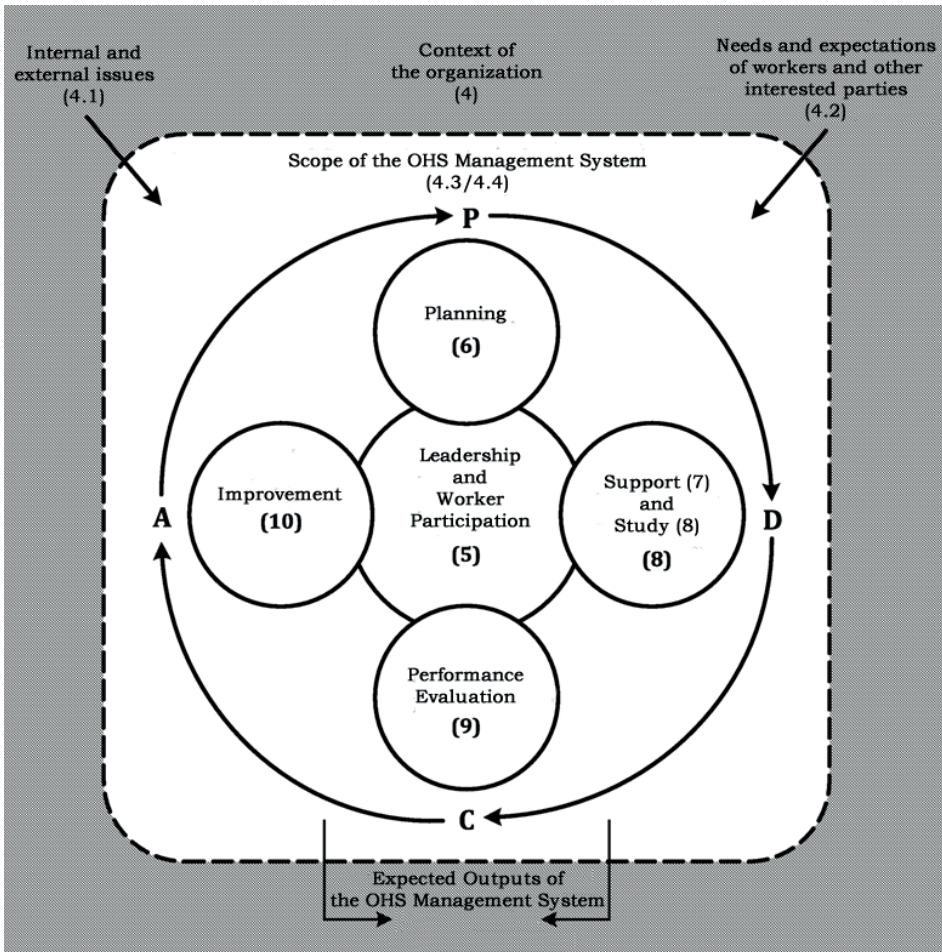 Internal and
external issues
(4.1)
Context of
the organization
(4)
Needs and expectations
of workers and other
interested parties
(4.2)
Scope of the OHS Management System
(4.3/4.4)
P
Planning
(6)
A
Improvement
(10)
Leadership
and
Worker
Participation
(5)
Support (7)
and
Study (8)
(8)
D
Performance
Evaluation
(9)
C
Expected Outputs of
the OHS Management System